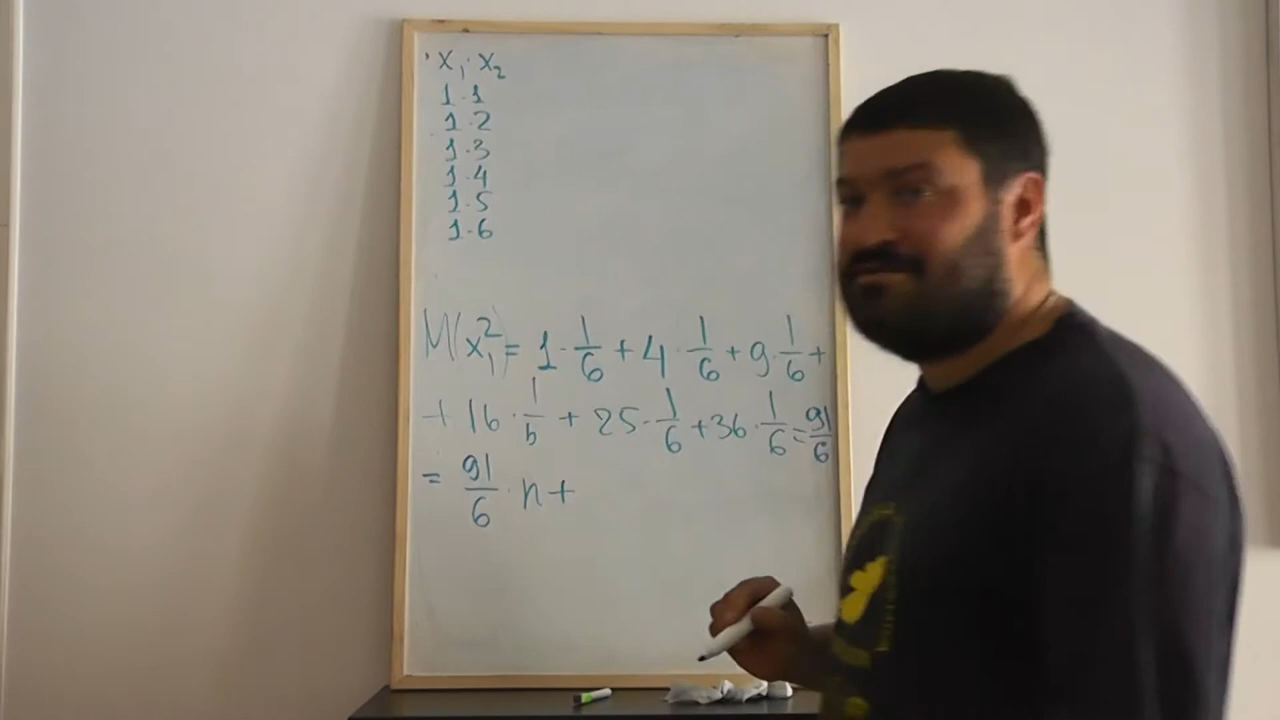 x₁·x₂
1·1
1·2
1·3
1·4
1·5
1·6
M(x₁²)= 1·1/6 + 4·1/6 + 9·1/6 +
+ 16·1/6 + 25·1/6 + 36·1/6 = 91/6
= 91/6 · n +